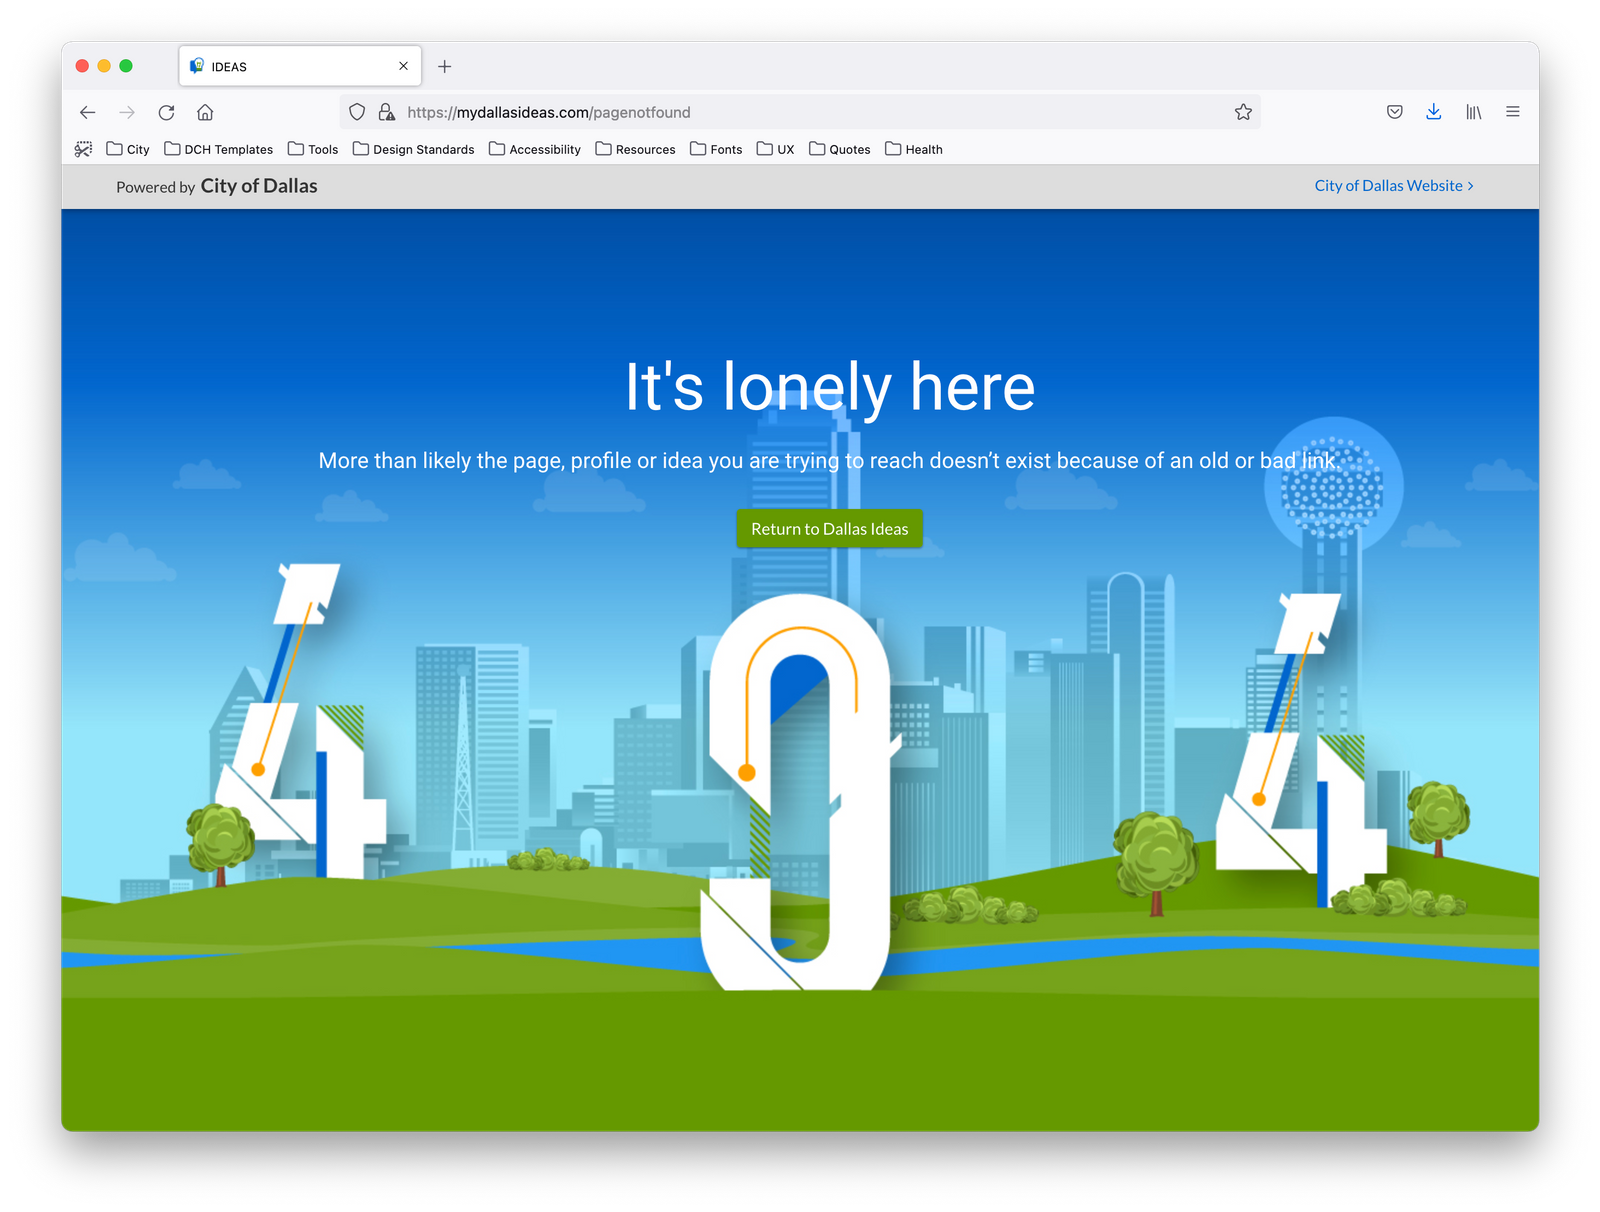 IDEAS
https://mydallasideas.com/pagenotfound
City DCH Templates Tools Design Standards Accessibility Resources Fonts UX Quotes Health
Powered by City of Dallas
City of Dallas Website >
It's lonely here
More than likely the page, profile or idea you are trying to reach doesn’t exist because of an old or bad link.
Return to Dallas Ideas
404